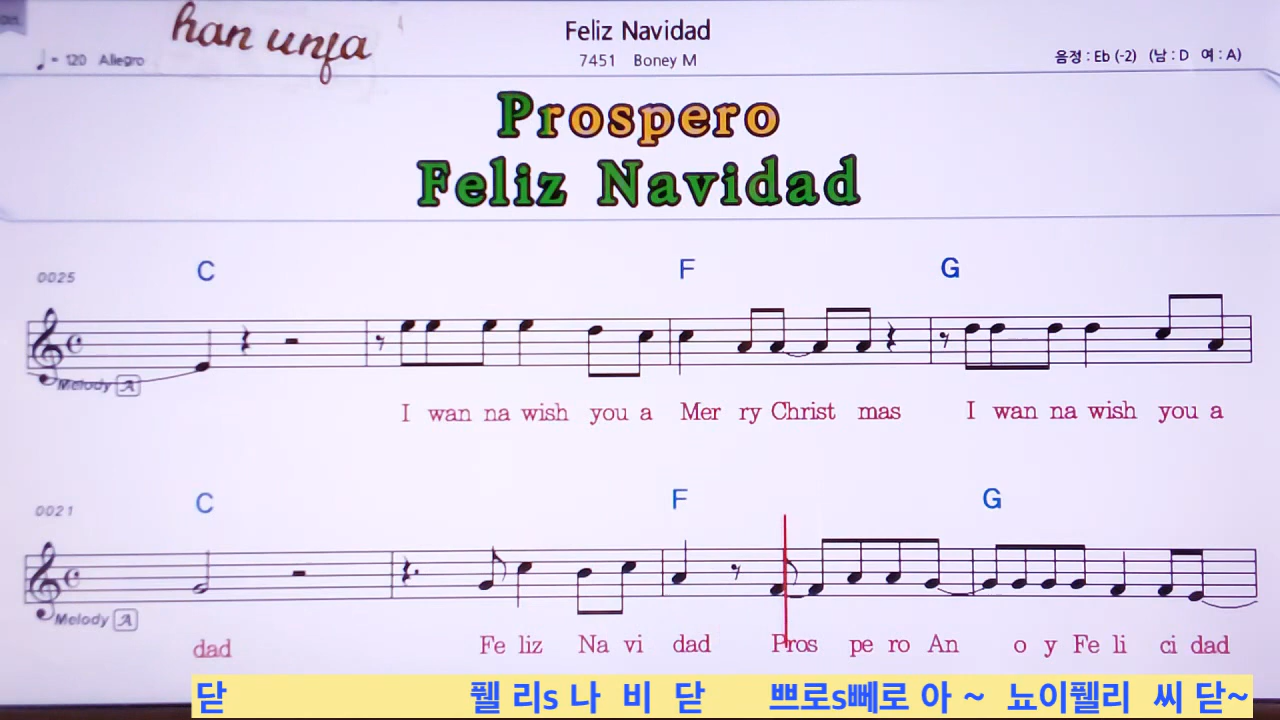 han unfa
Feliz Navidad
♩ = 120 Allegro
7451 Boney M
음정 : Eb (-2) (남 : D 여 : A)
Prospero
Feliz Navidad
0025 C F G
Melody A
I wan na wish you a Mer ry Christ mas I wan na wish you a
0021 C F G
Melody A
dad Fe liz Na vi dad Pros pe ro An o y Fe li ci dad
닫 풸 리s 나 비 닫 쁘로s뻬로 아 ~ 뇨이풸리 씨 닫~